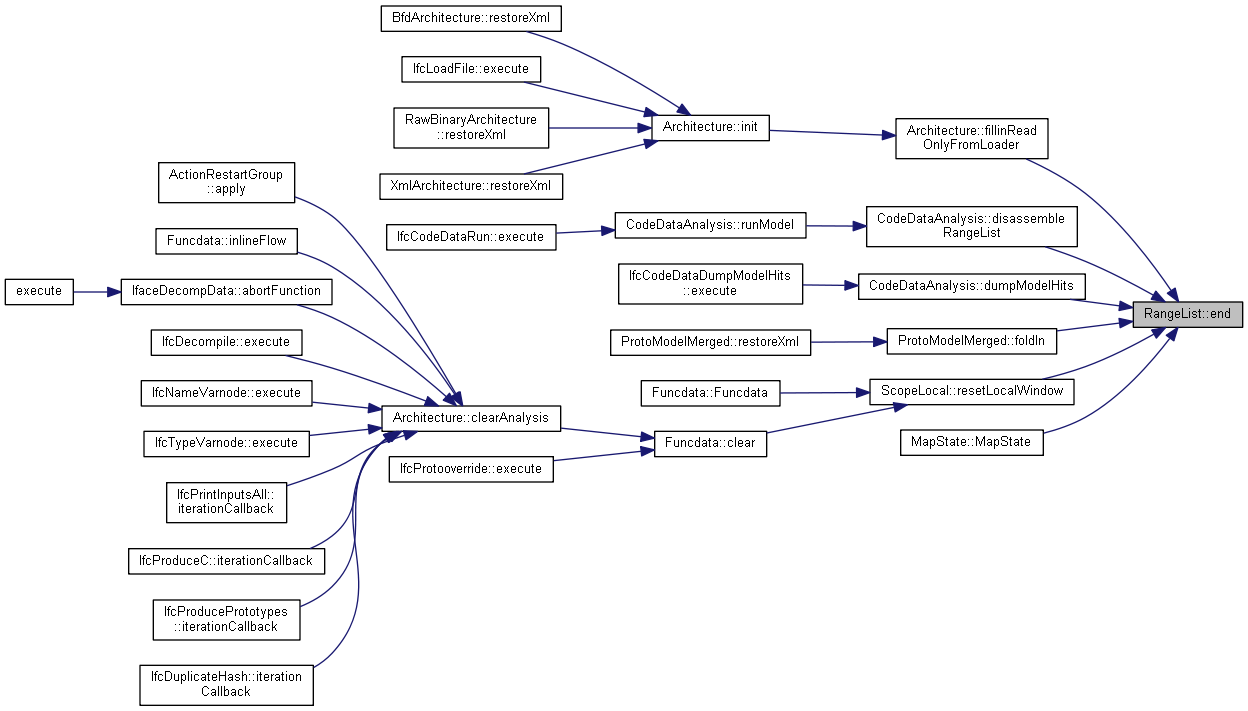 BfdArchitecture::restoreXml
IfcLoadFile::execute
RawBinaryArchitecture
::restoreXml
XmlArchitecture::restoreXml
Architecture::init
Architecture::fillinRead
OnlyFromLoader
ActionRestartGroup
::apply
Funcdata::inlineFlow
execute
IfaceDecompData::abortFunction
IfcDecompile::execute
IfcNameVarnode::execute
IfcTypeVarnode::execute
IfcPrintInputsAll::
iterationCallback
IfcProduceC::iterationCallback
IfcProducePrototypes
::iterationCallback
IfcDuplicateHash::iteration
Callback
IfcCodeDataRun::execute
CodeDataAnalysis::runModel
CodeDataAnalysis::disassemble
RangeList
IfcCodeDataDumpModelHits
::execute
CodeDataAnalysis::dumpModelHits
ProtoModelMerged::restoreXml
ProtoModelMerged::foldIn
Funcdata::Funcdata
ScopeLocal::resetLocalWindow
Architecture::clearAnalysis
Funcdata::clear
IfcProtooverride::execute
MapState::MapState
RangeList::end